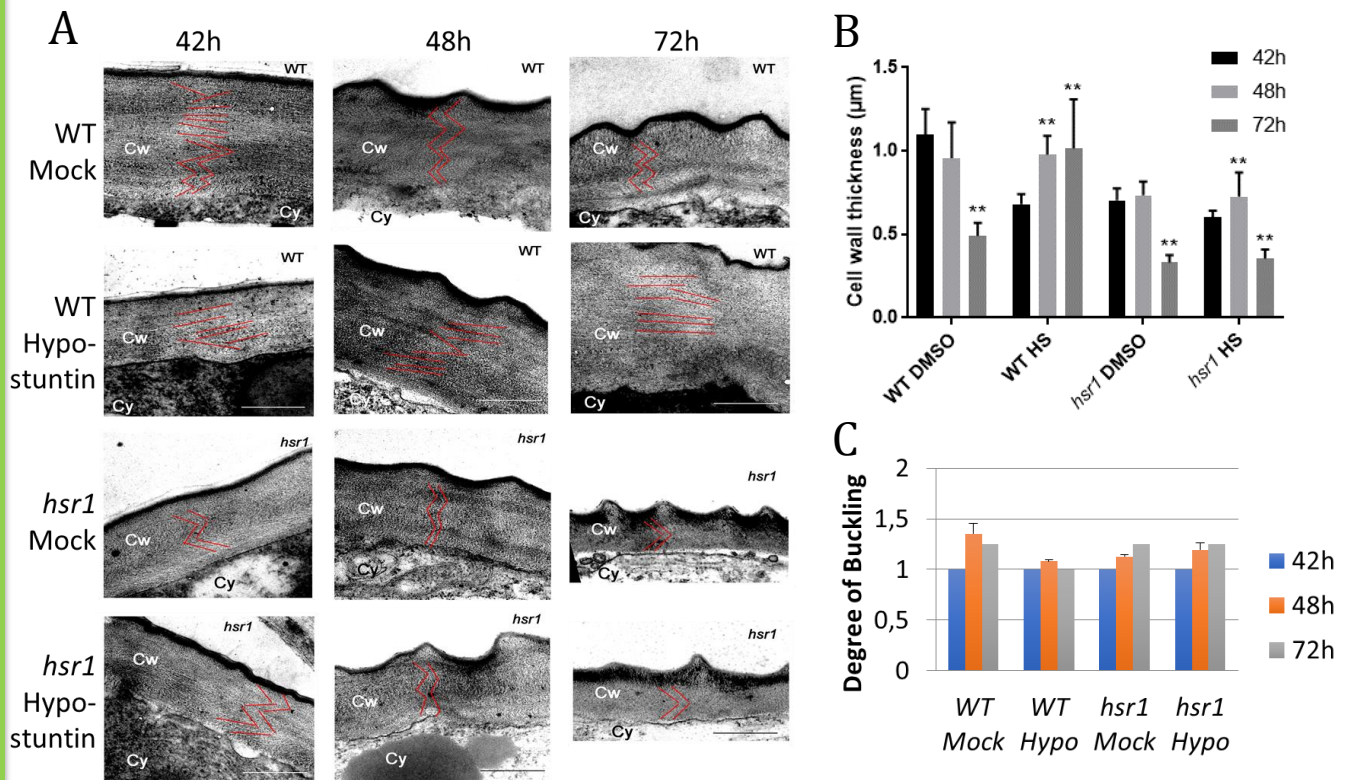 A
42h
48h
72h
WT
Mock
WT
Cw
Cy
WT
Cw
Cy
WT
Cw
Cy
WT
Hypo-
stuntin
WT
Cw
Cy
WT
Cw
Cy
WT
Cw
Cy
hsr1
Mock
hsr1
Cw
Cy
hsr1
Cw
Cy
hsr1
Cw
Cy
hsr1
Hypo-
stuntin
hsr1
Cw
Cy
hsr1
Cw
Cy
hsr1
Cw
Cy
B
Cell wall thickness (μm)
1.5
1.0
0.5
0.0
**
**
**
**
**
**
42h
48h
72h
WT DMSO
WT HS
hsr1 DMSO
hsr1 HS
C
Degree of Buckling
2
1,5
1
0,5
0
WT
Mock
WT
Hypo
hsr1
Mock
hsr1
Hypo
42h
48h
72h